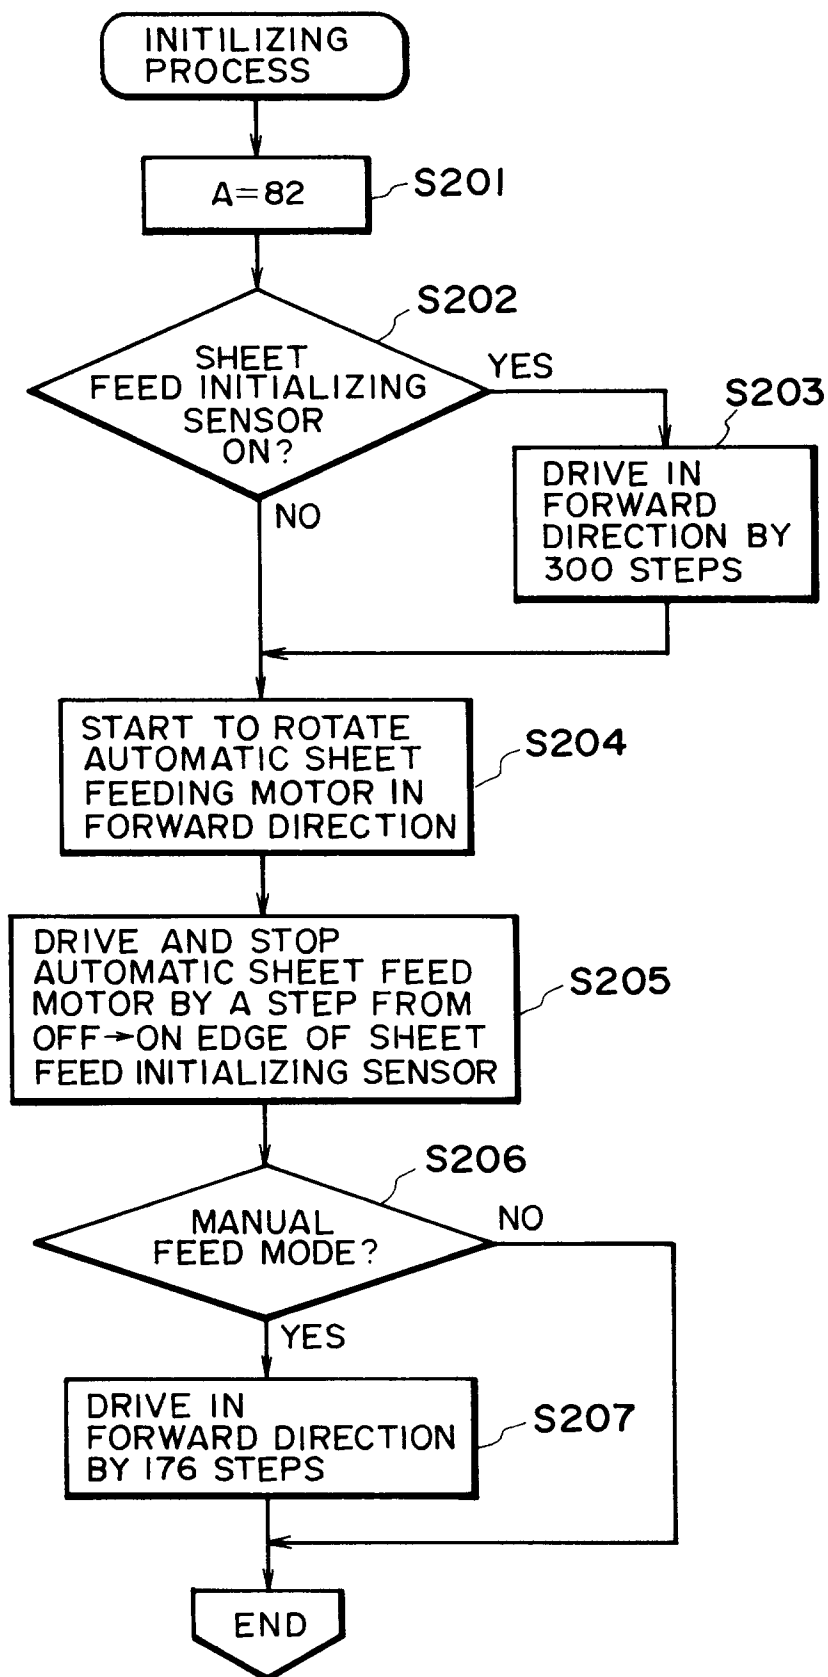 INITILIZING
PROCESS
A=82
S201
S202
SHEET
FEED INITIALIZING
SENSOR
ON?
YES
NO
S203
DRIVE IN
FORWARD
DIRECTION BY
300 STEPS
START TO ROTATE
AUTOMATIC SHEET
FEEDING MOTOR IN
FORWARD DIRECTION
S204
DRIVE AND STOP
AUTOMATIC SHEET FEED
MOTOR BY A STEP FROM
OFF→ON EDGE OF SHEET
FEED INITIALIZING SENSOR
S205
S206
MANUAL
FEED MODE?
NO
YES
DRIVE IN
FORWARD DIRECTION
BY 176 STEPS
S207
END